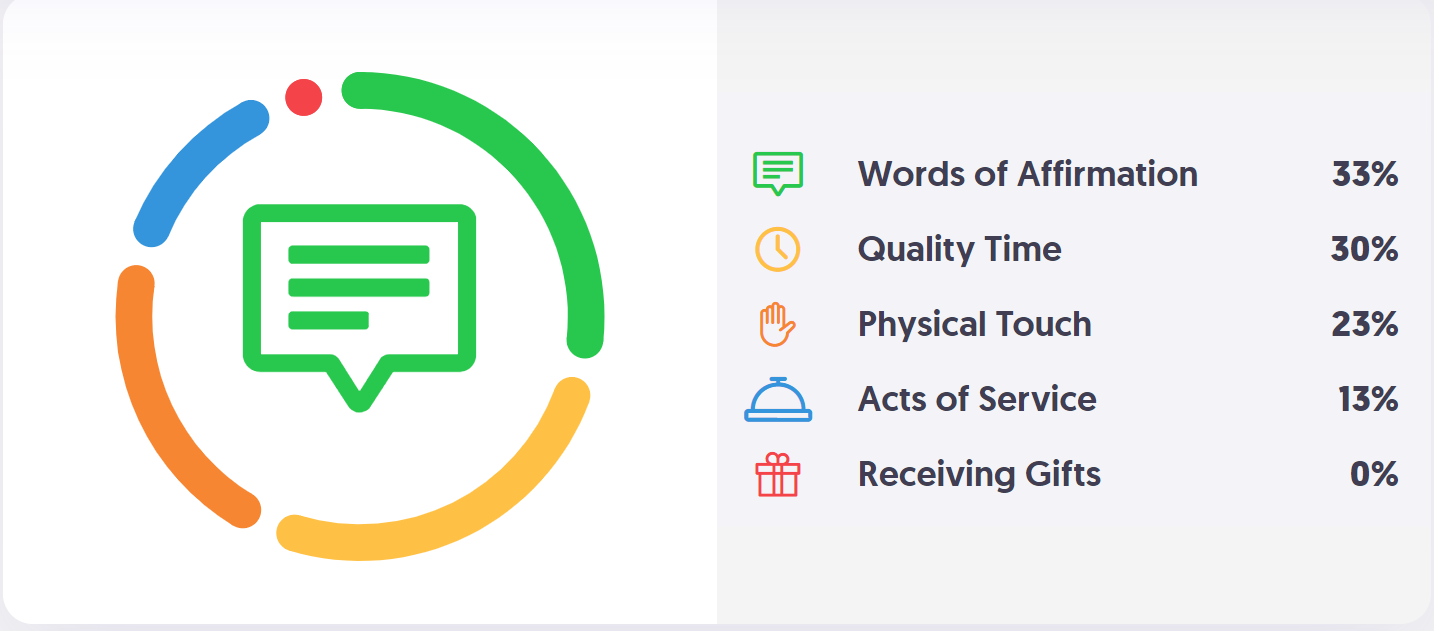 Words of Affirmation 33%
Quality Time 30%
Physical Touch 23%
Acts of Service 13%
Receiving Gifts 0%